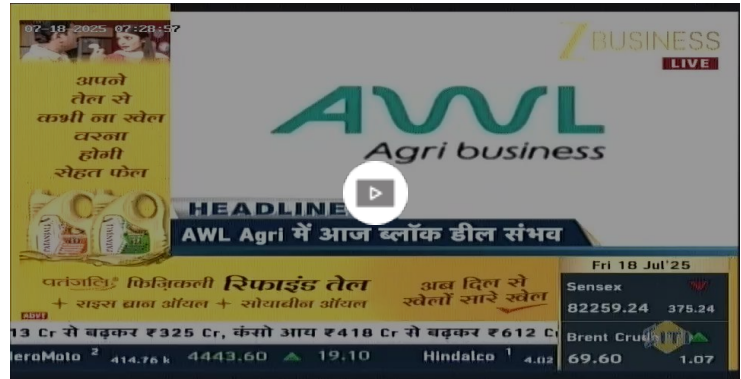 07-18-2025 07:28:57
अपने
तेल से
कभी ना खेल
वरना
होगी
सेहत फेल
Z BUSINESS
LIVE
AWL
Agri business
HEADLINE
AWL Agri में आज ब्लॉक डील संभव
पतंजलि फिज़िकली रिफाइंड तेल
+ राइस ब्रान ऑयल + सोयाबीन ऑयल
अब दिल से
खेलों सारे खेल
ADVT
Fri 18 Jul'25
Sensex
82259.24 375.24
Brent Crud
69.60 1.07
13 Cr से बढ़कर ₹325 Cr, कंसो आय ₹418 Cr से बढ़कर ₹612 C
leroMoto 2 414.76 k 4443.60 ▲ 19.10 Hindalco 1 4.02